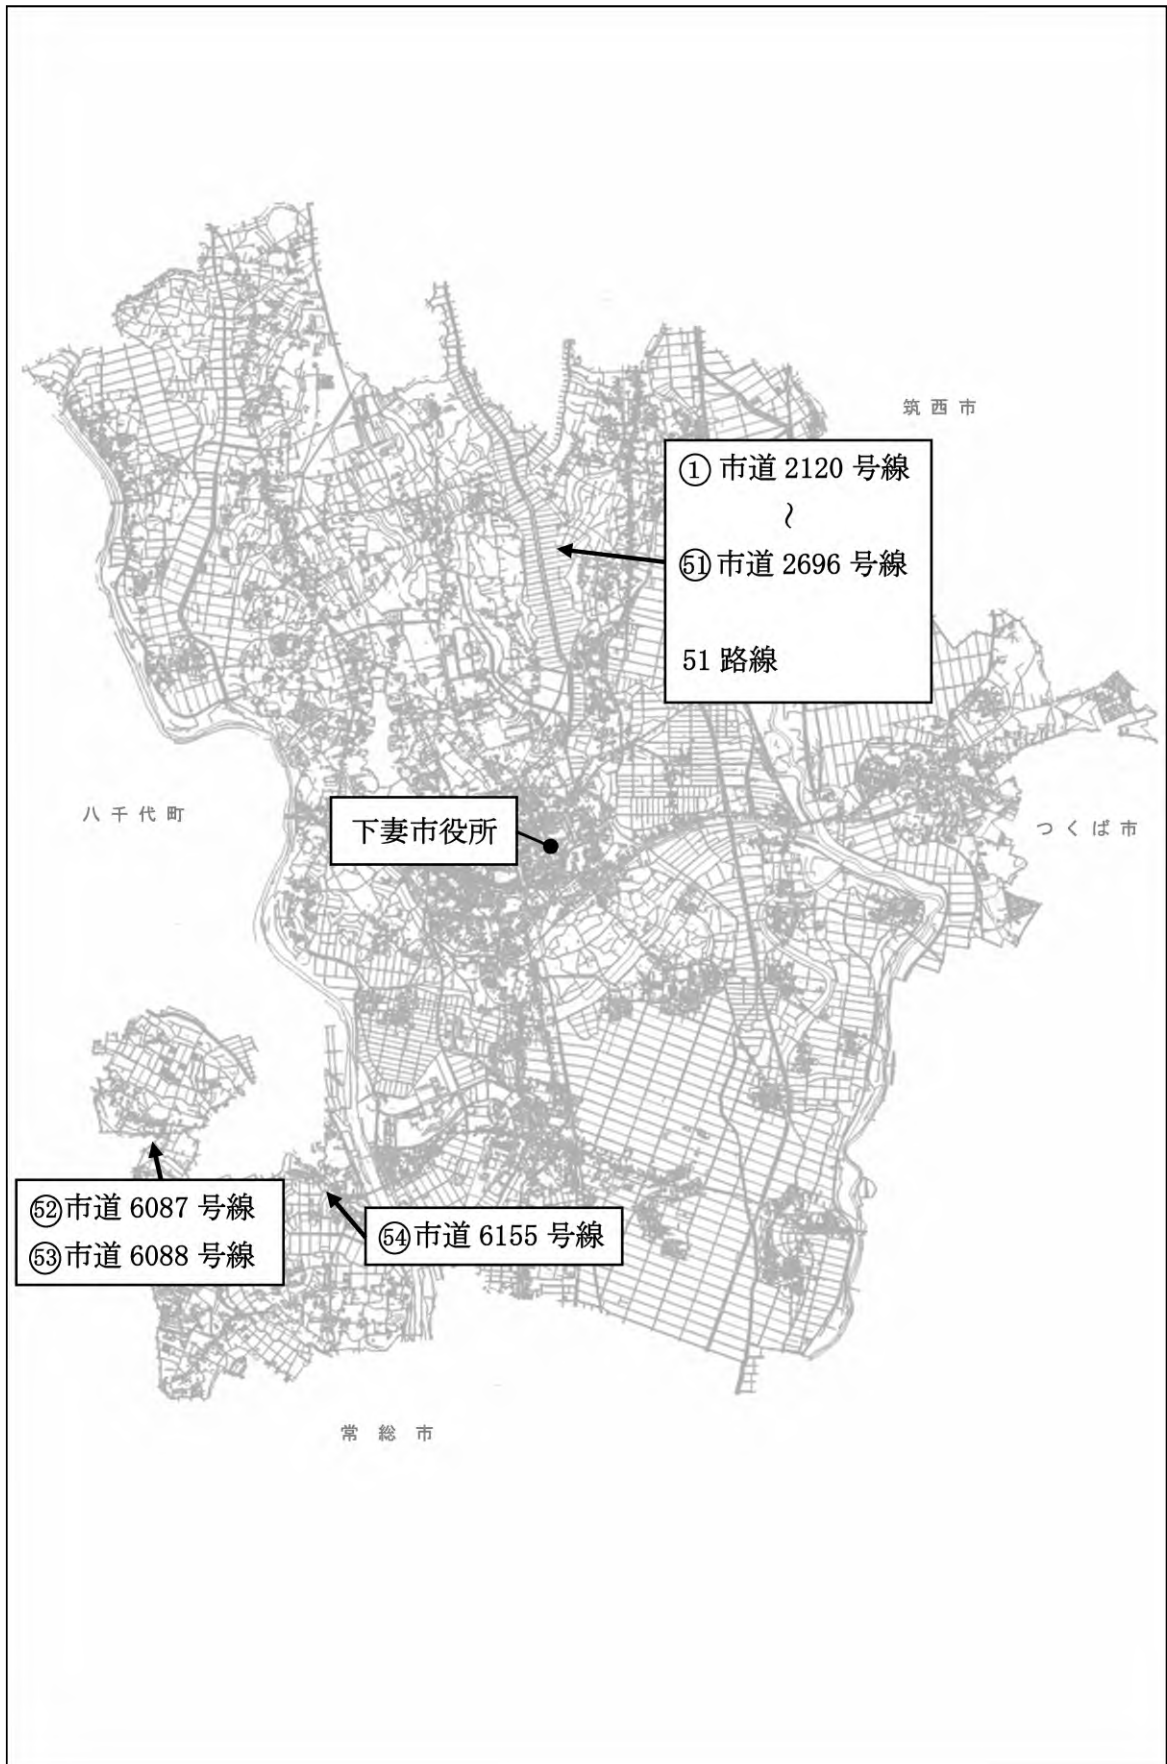 筑西市
① 市道 2120 号線
～
㊿+1 市道 2696 号線
51 路線
八千代町
下妻市役所
つくば市
52市道 6087 号線
53市道 6088 号線
54市道 6155 号線
常総市